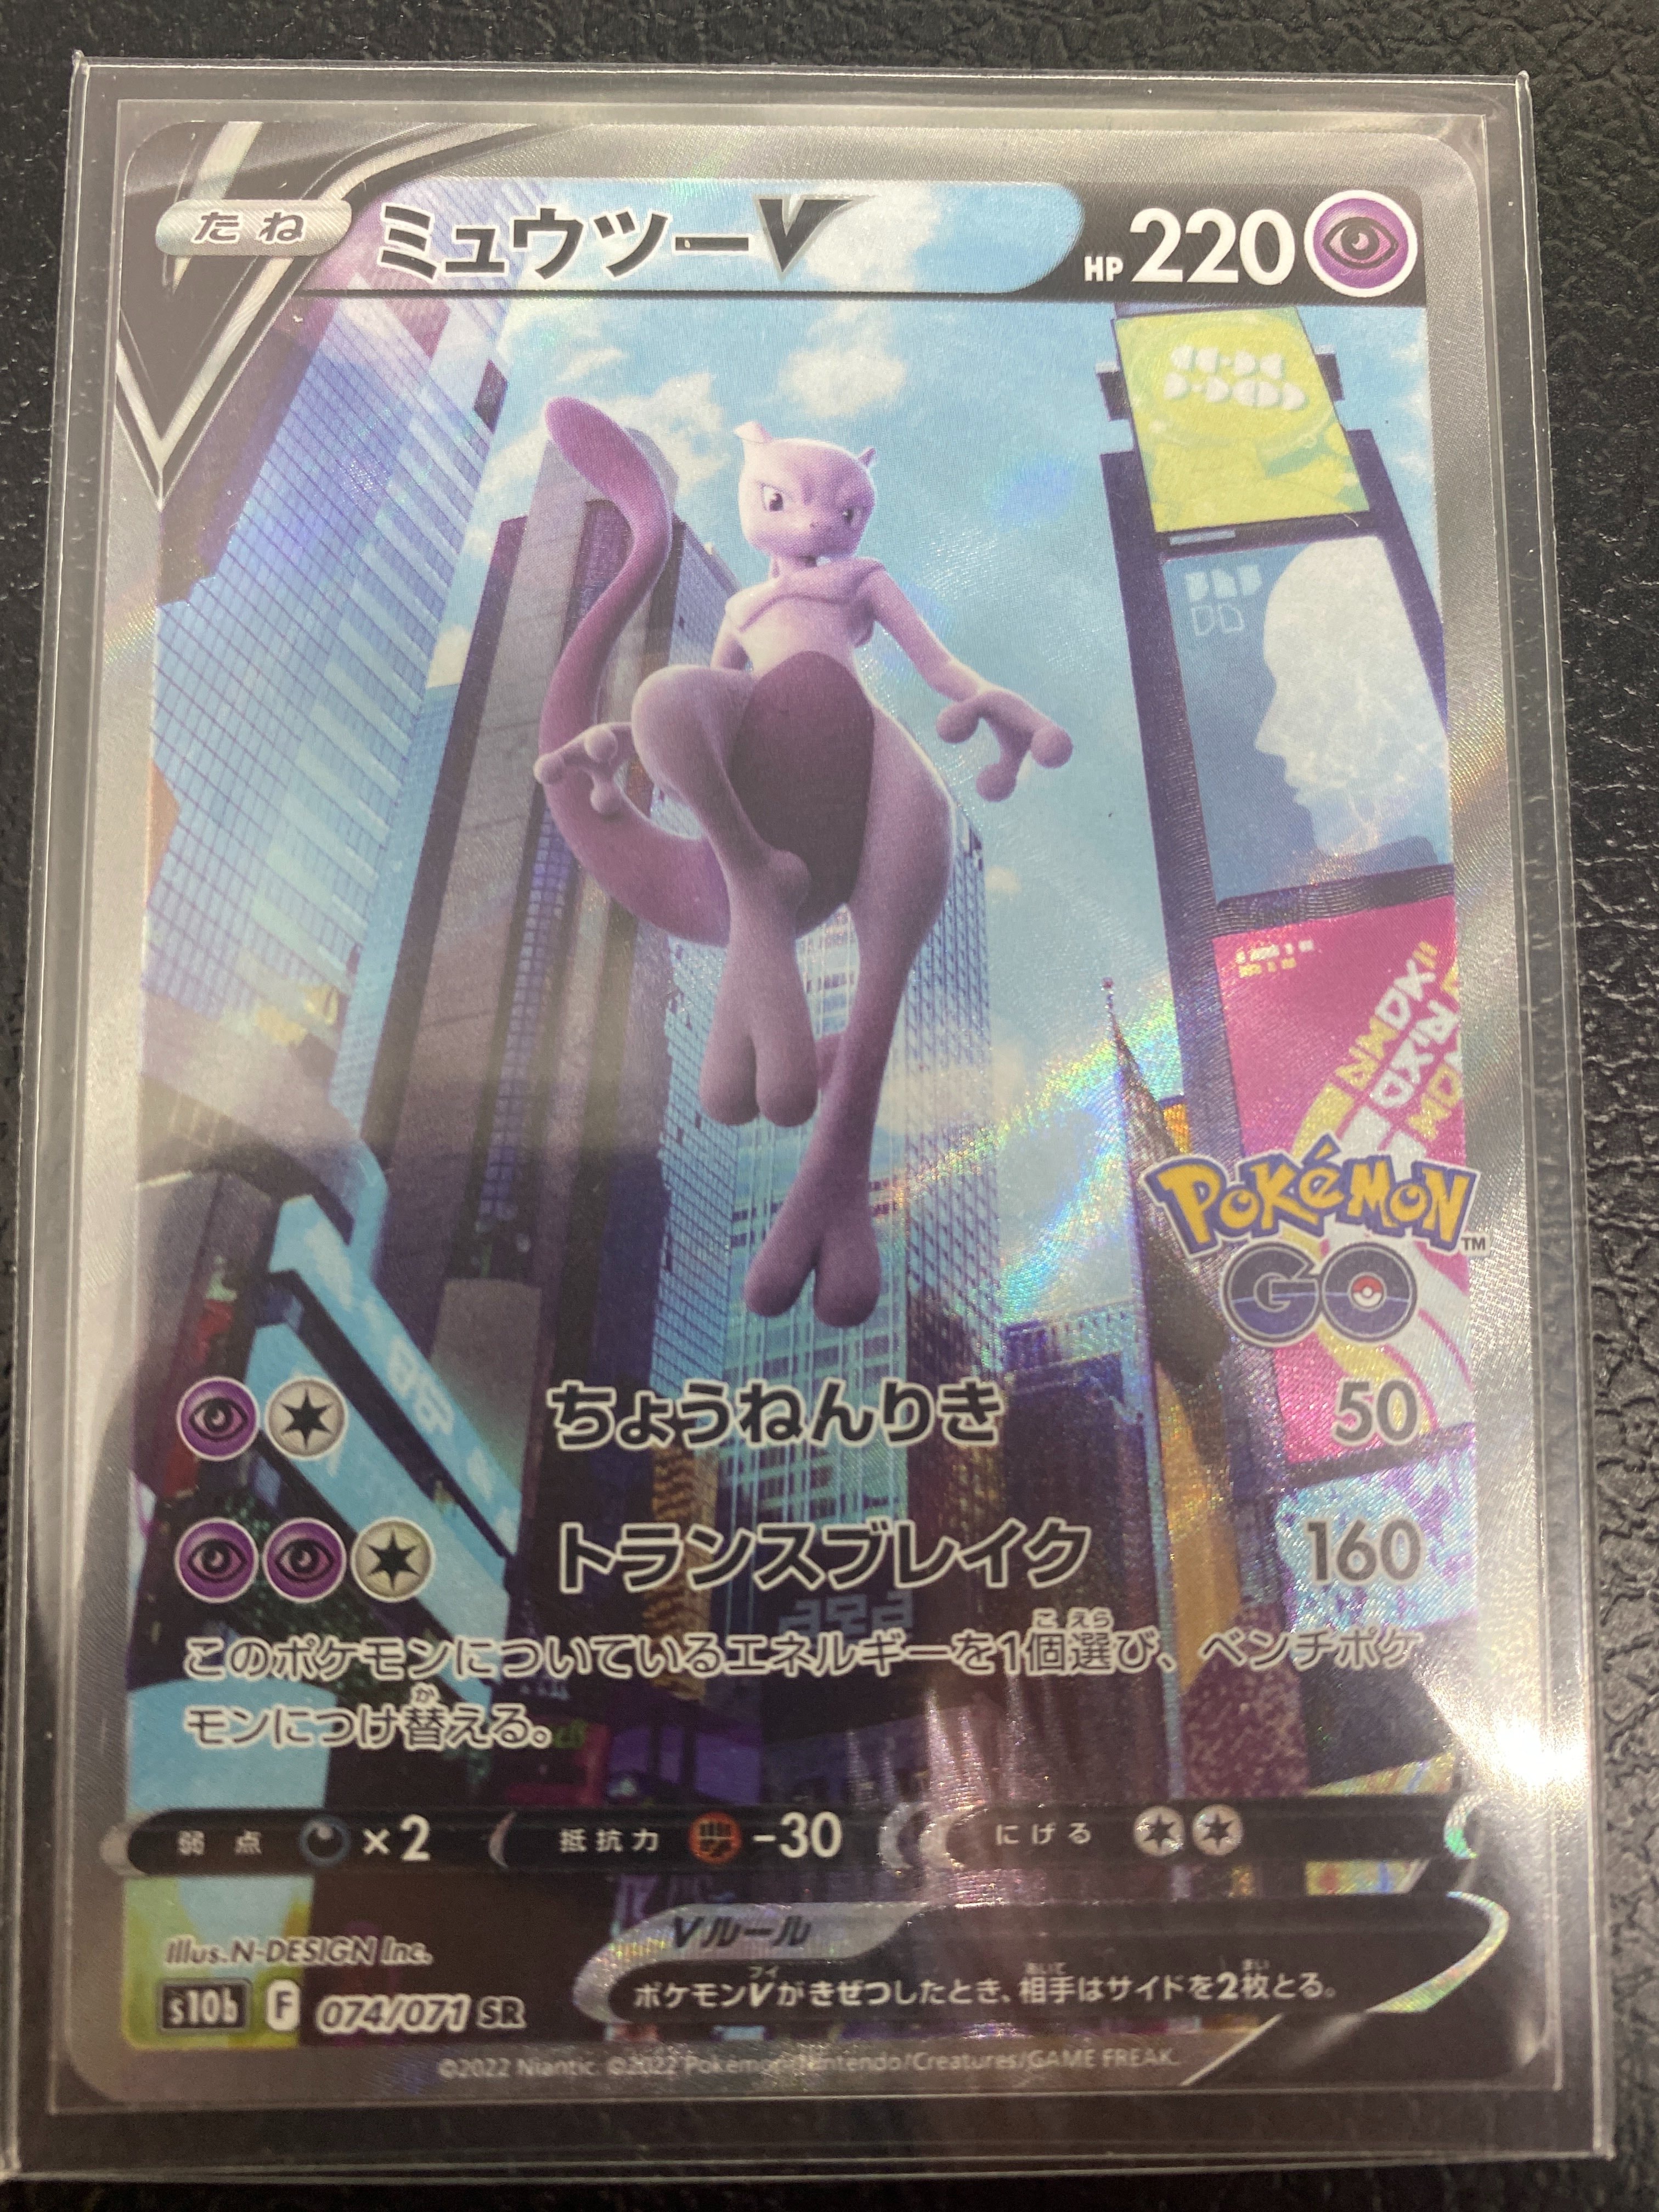 たね ミュウツーV HP 220
POKÉMON™
GO
ちょうねんりき 50
トランスブレイク 160
このポケモンについているエネルギーを1個選び、ベンチポケ
モンにつけ替える。
弱点 ×2 抵抗力 -30 にげる
Vルール
ポケモンVがきぜつしたとき、相手はサイドを2枚とる。
Illus. N-DESIGN Inc.
s10b F 074/071 SR
©2022 Niantic. ©2022 Pokémon/Nintendo/Creatures/GAME FREAK.